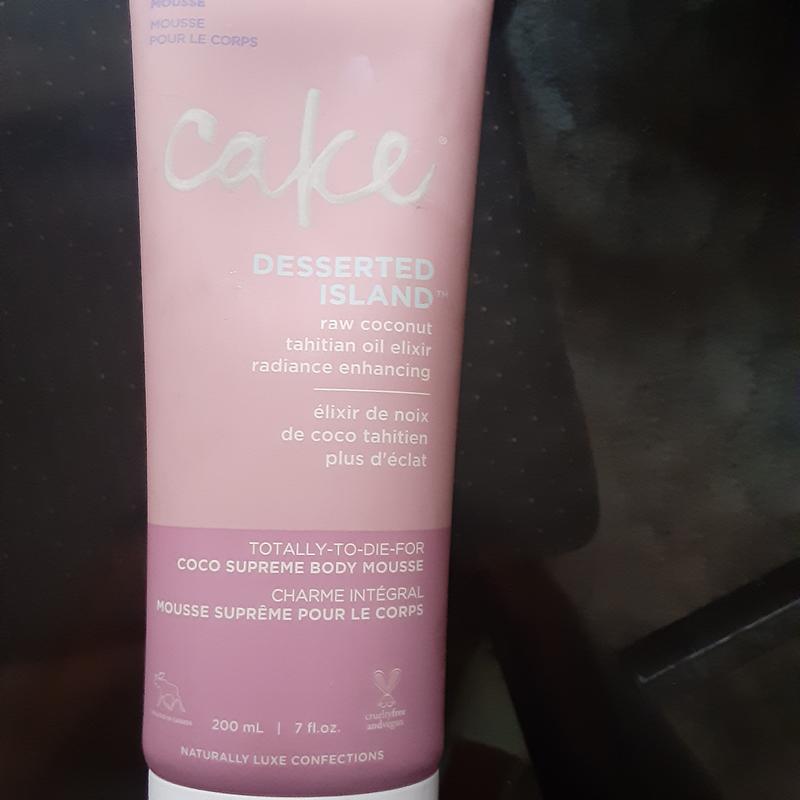 MOUSSE
MOUSSE
POUR LE CORPS
cake®
DESSERTED
ISLAND™
raw coconut
tahitian oil elixir
radiance enhancing
élixir de noix
de coco tahitien
plus d'éclat
TOTALLY-TO-DIE-FOR
COCO SUPREME BODY MOUSSE
CHARME INTÉGRAL
MOUSSE SUPRÊME POUR LE CORPS
crueltyfree
andvegan
200 mL | 7 fl.oz.
NATURALLY LUXE CONFECTIONS